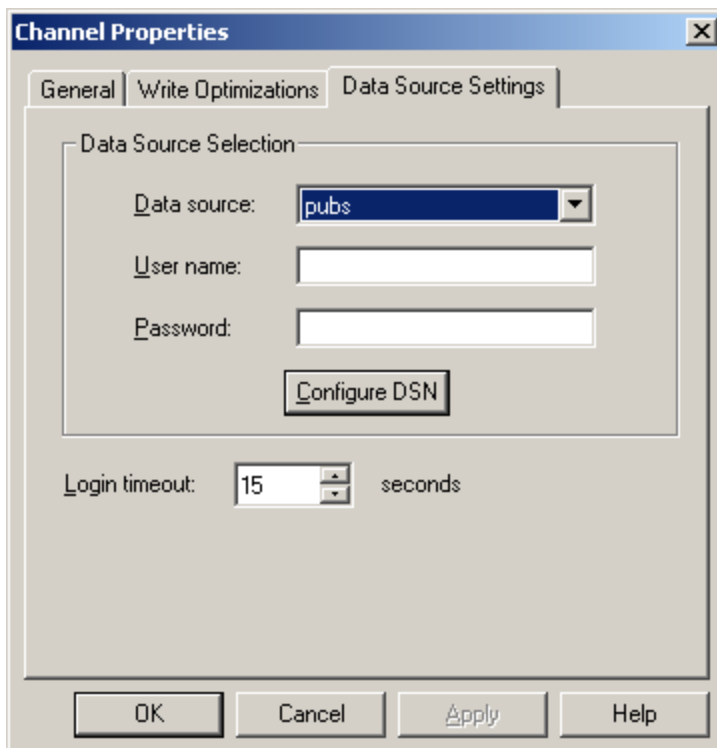 Channel Properties
General Write Optimizations Data Source Settings
Data Source Selection
Data source: pubs
User name:
Password:
Configure DSN
Login timeout: 15 seconds
OK Cancel Apply Help